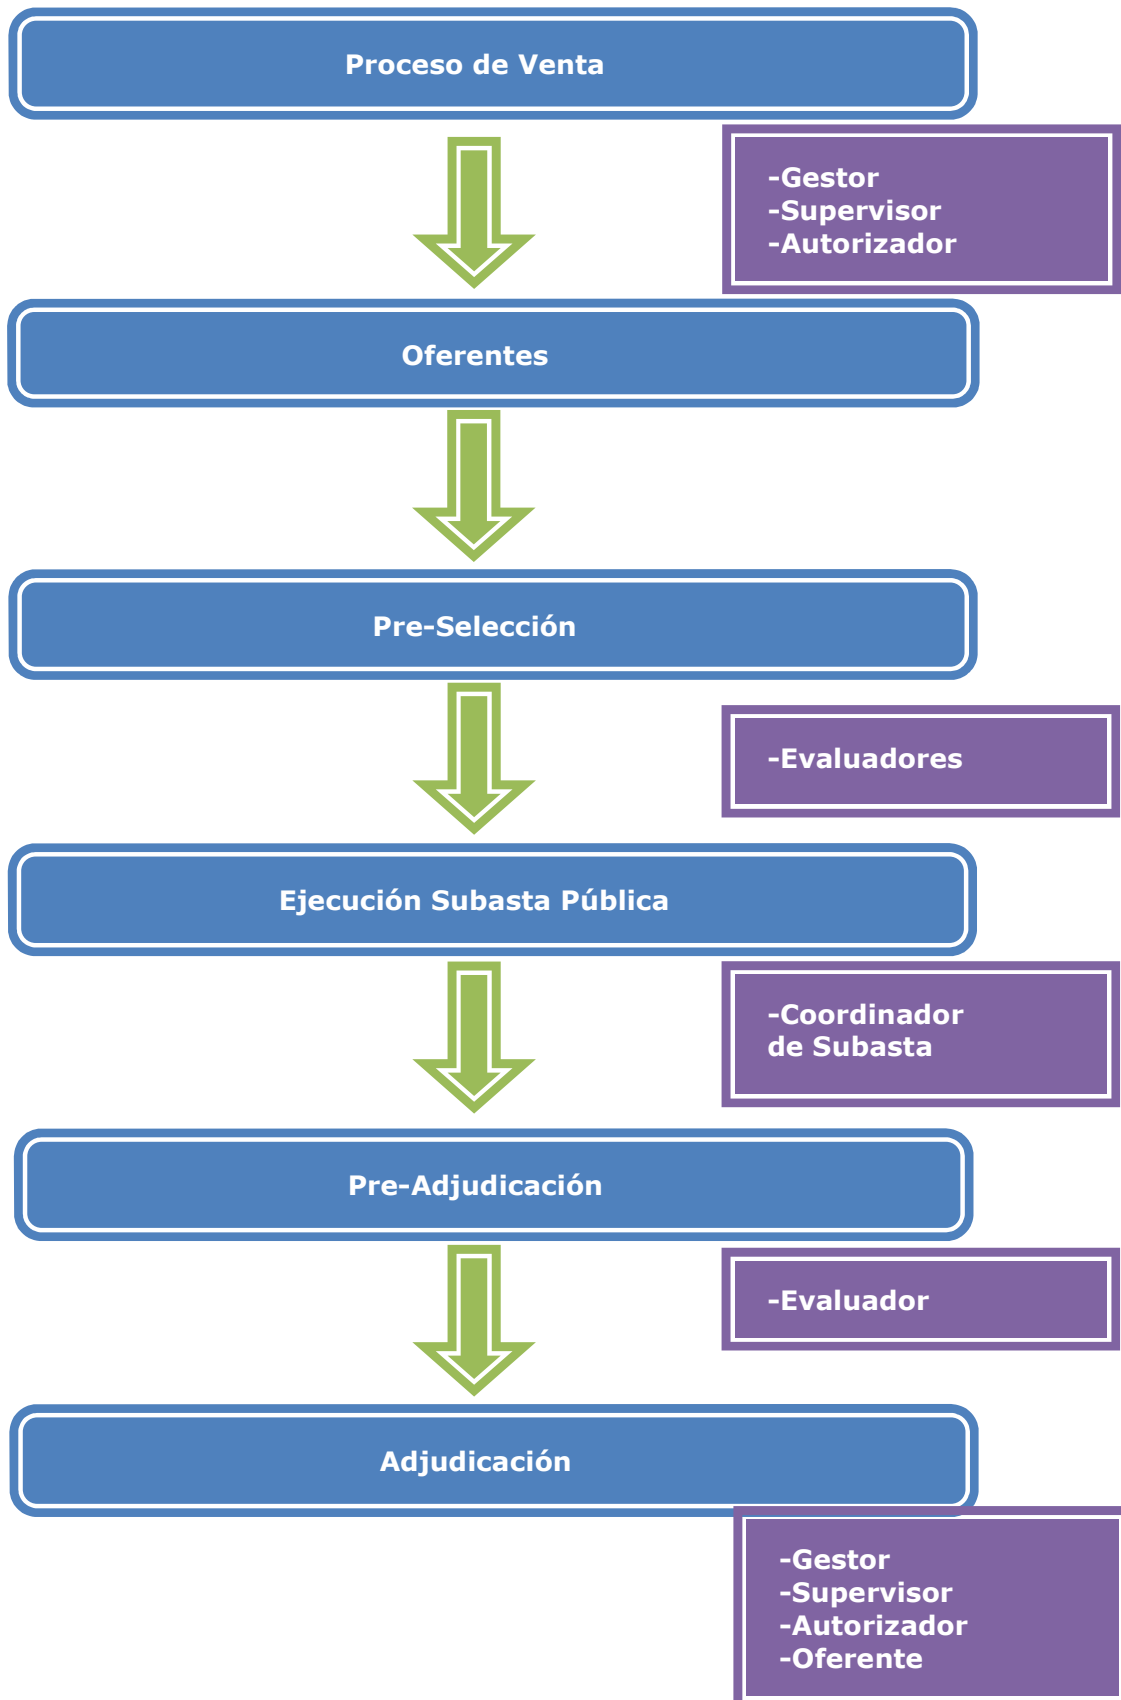 Proceso de Venta
-Gestor
-Supervisor
-Autorizador
Oferentes
Pre-Selección
-Evaluadores
Ejecución Subasta Pública
-Coordinador
de Subasta
Pre-Adjudicación
-Evaluador
Adjudicación
-Gestor
-Supervisor
-Autorizador
-Oferente